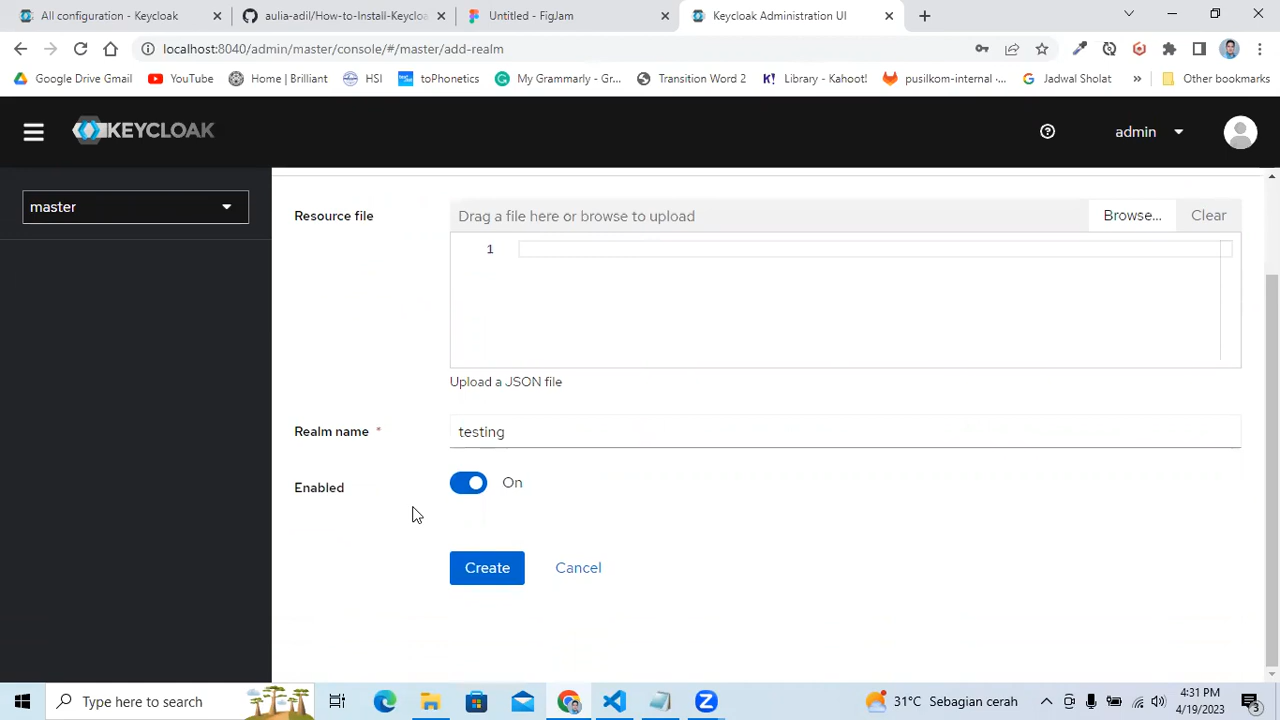 All configuration - Keycloak
aulia-adil/How-to-Install-Keyclo
Untitled - FigJam
Keycloak Administration UI
localhost:8040/admin/master/console/#/master/add-realm
Google Drive Gmail
YouTube
Home | Brilliant
HSI
toPhonetics
My Grammarly - Gr...
Transition Word 2
K! Library - Kahoot!
pusilkom-internal ·...
Jadwal Sholat
»
Other bookmarks
KEYCLOAK
admin
master
Resource file
Drag a file here or browse to upload
Browse...
Clear
1
Upload a JSON file
Realm name *
testing
Enabled
On
Create
Cancel
Type here to search
31°C Sebagian cerah
4:31 PM
4/19/2023
3